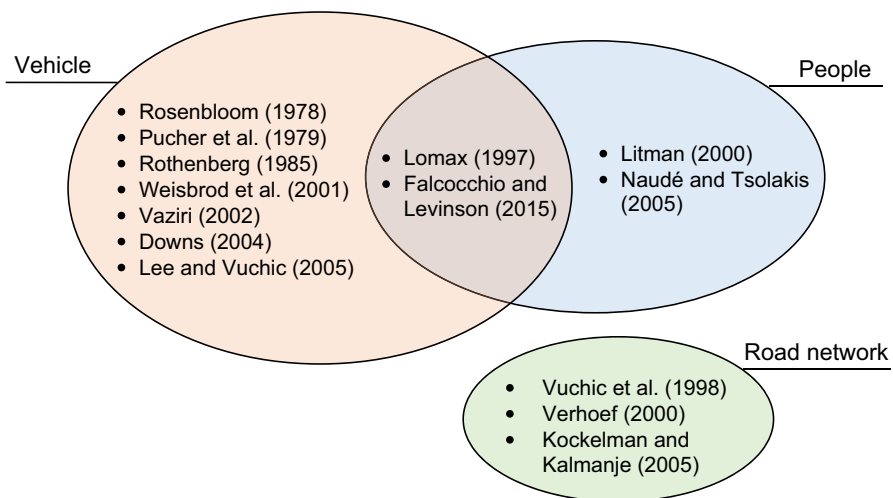 Vehicle
• Rosenbloom (1978)
• Pucher et al. (1979)
• Rothenberg (1985)
• Weisbrod et al. (2001)
• Vaziri (2002)
• Downs (2004)
• Lee and Vuchic (2005)
• Lomax (1997)
• Falcocchio and
Levinson (2015)
People
• Litman (2000)
• Naudé and Tsolakis
(2005)
Road network
• Vuchic et al. (1998)
• Verhoef (2000)
• Kockelman and
Kalmanje (2005)